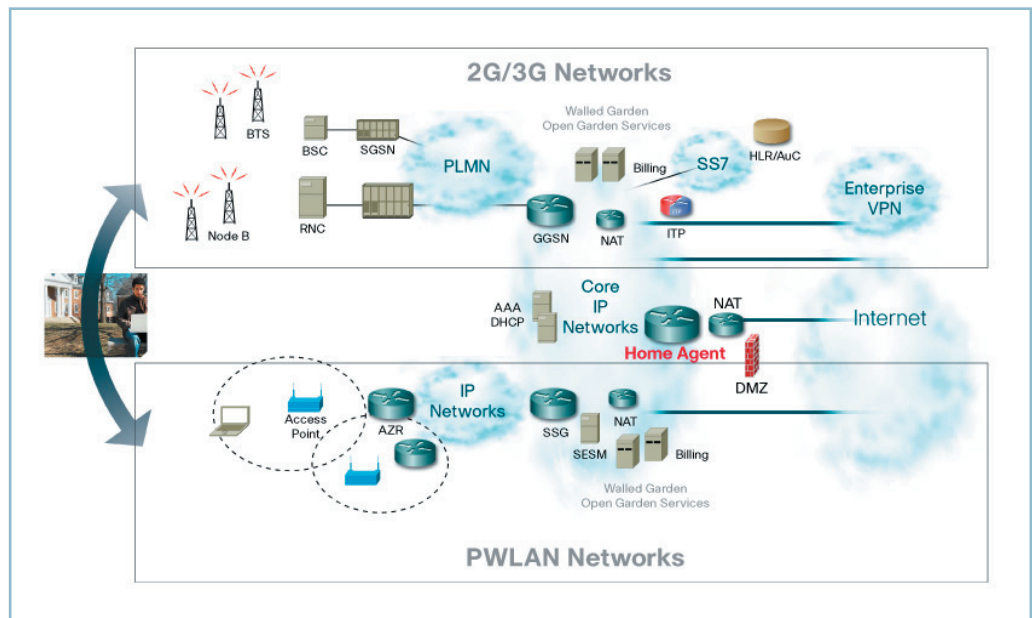 2G/3G Networks
Walled Garden
Open Garden Services
BTS
BSC
SGSN
PLMN
Billing
SS7
HLR/AuC
Enterprise
VPN
Node B
RNC
GGSN
NAT
ITP
ITP
AAA
DHCP
Core
IP
Networks
NAT
Internet
Home Agent
DMZ
IP
Networks
Access
Point
AZR
SSG
NAT
SESM
Billing
Walled Garden
Open Garden Services
PWLAN Networks